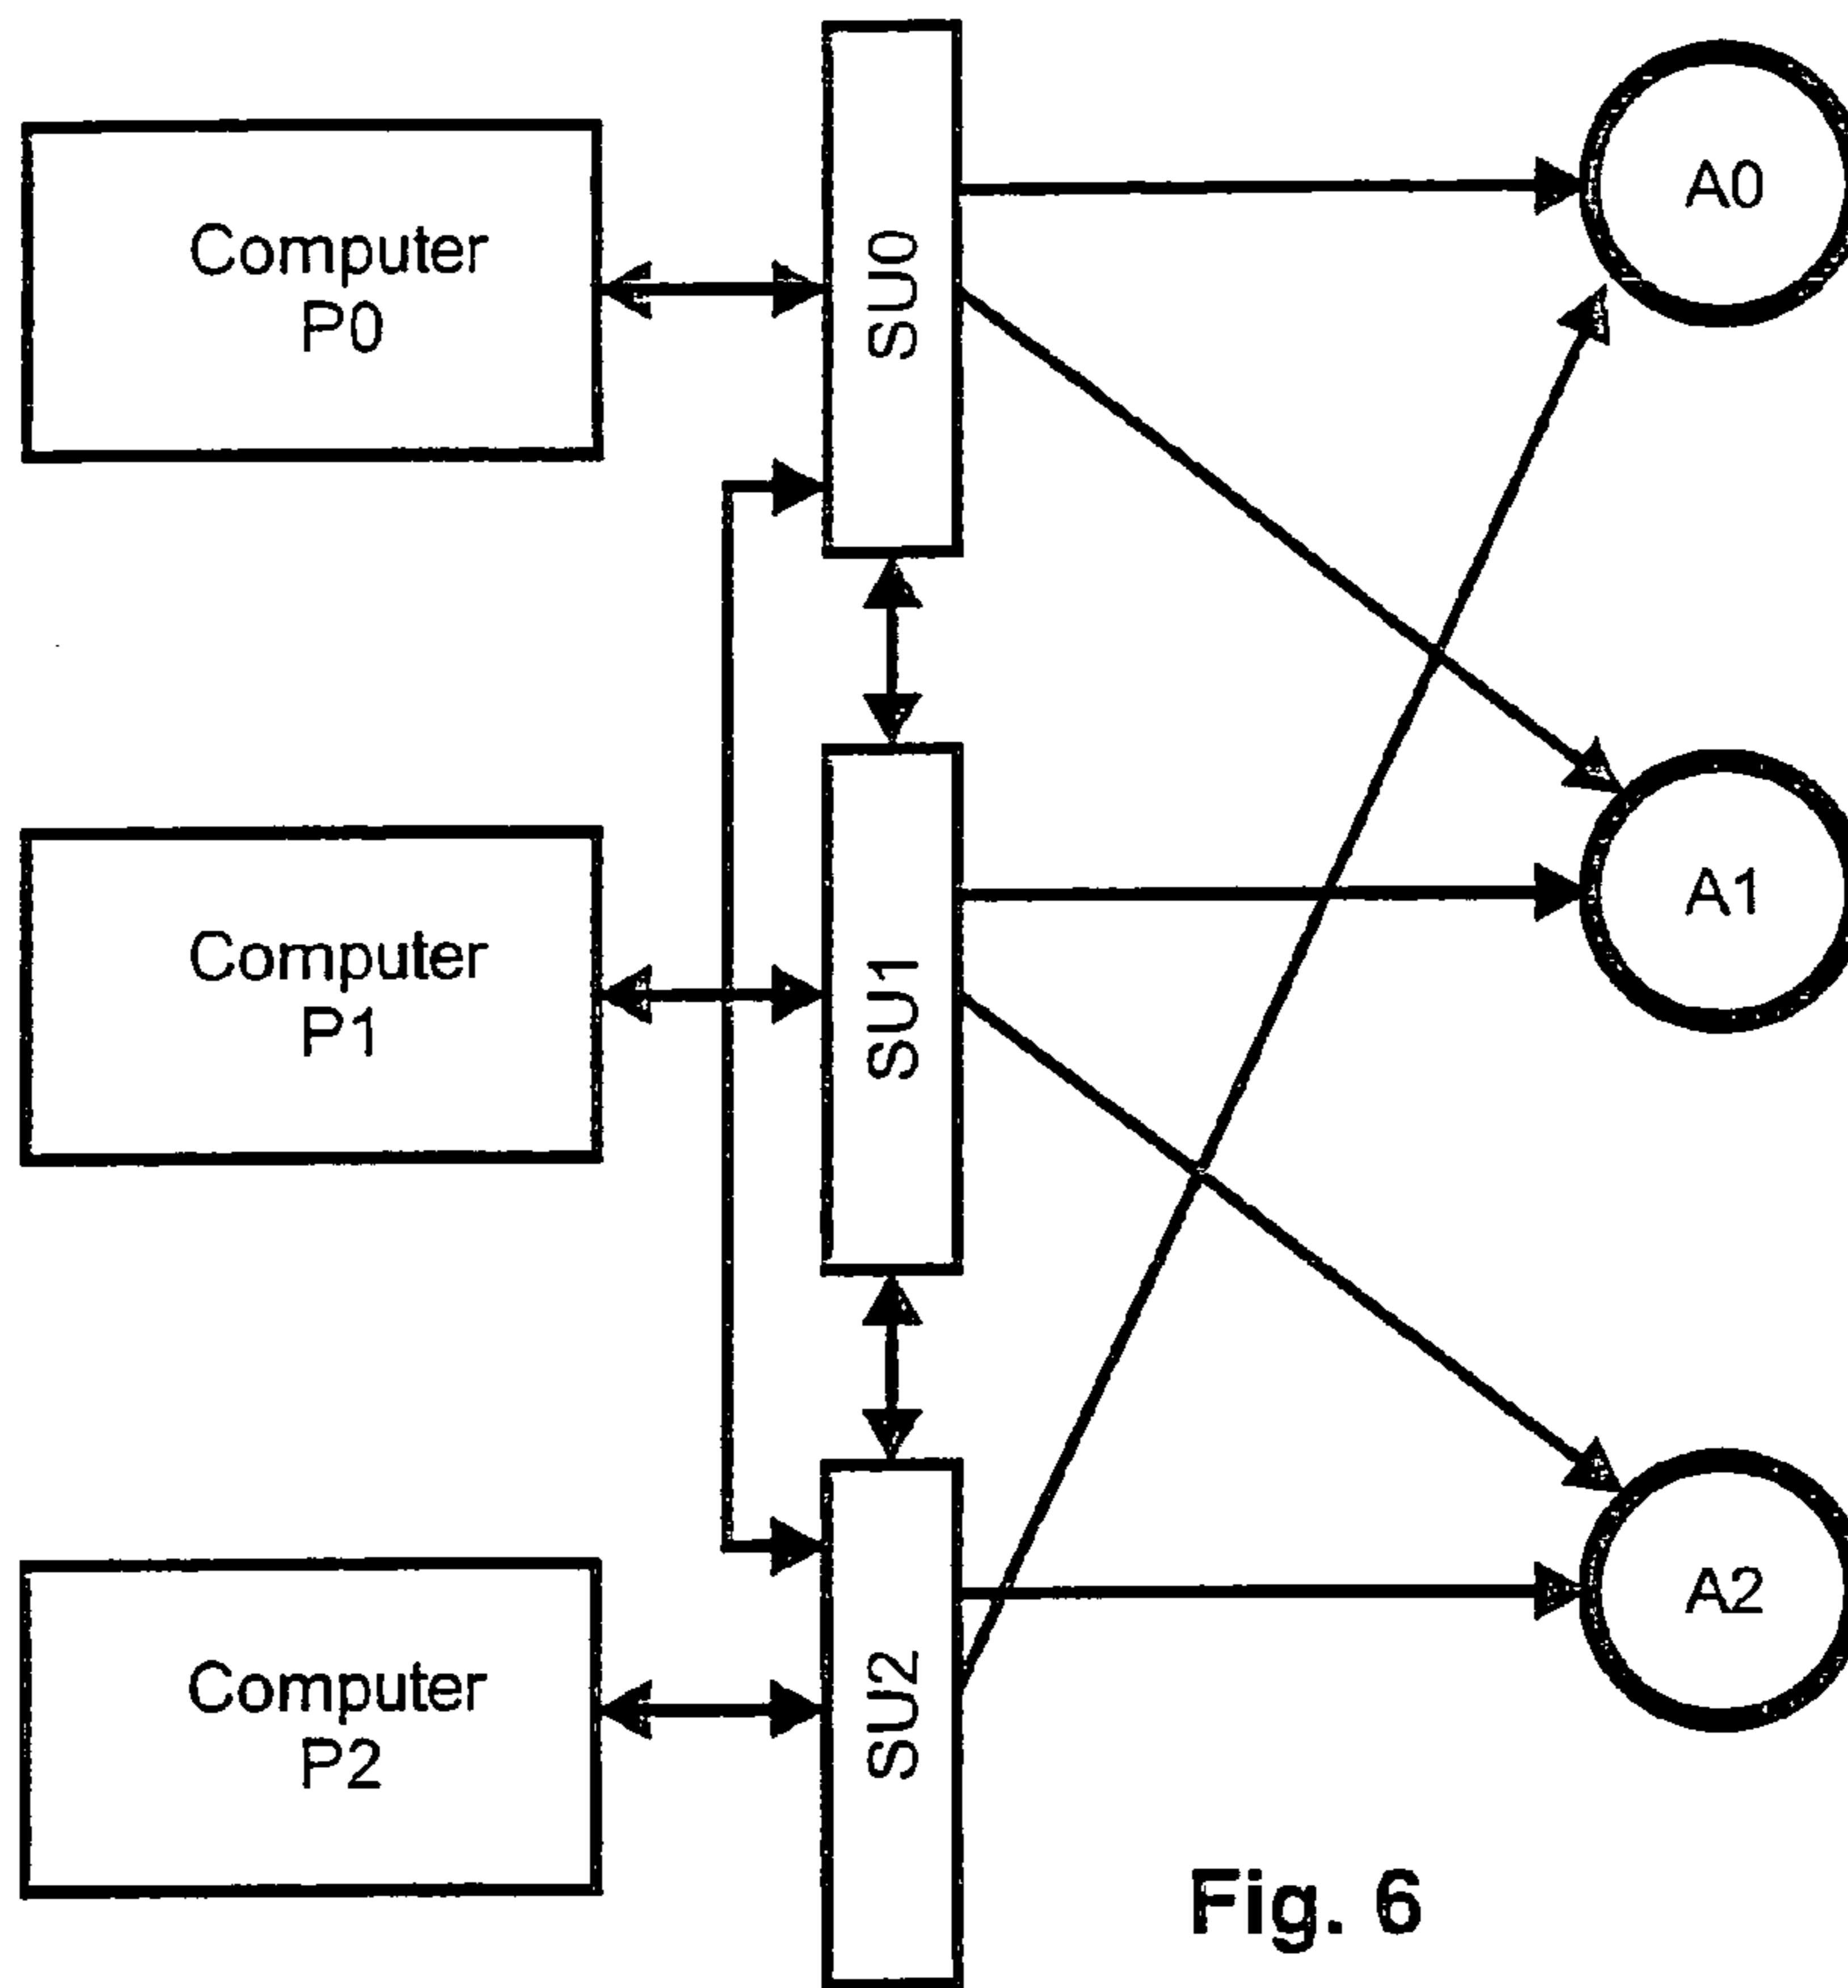 Computer
P0
SU0
A0
Computer
P1
SU1
A1
Computer
P2
SU2
A2
Fig. 6